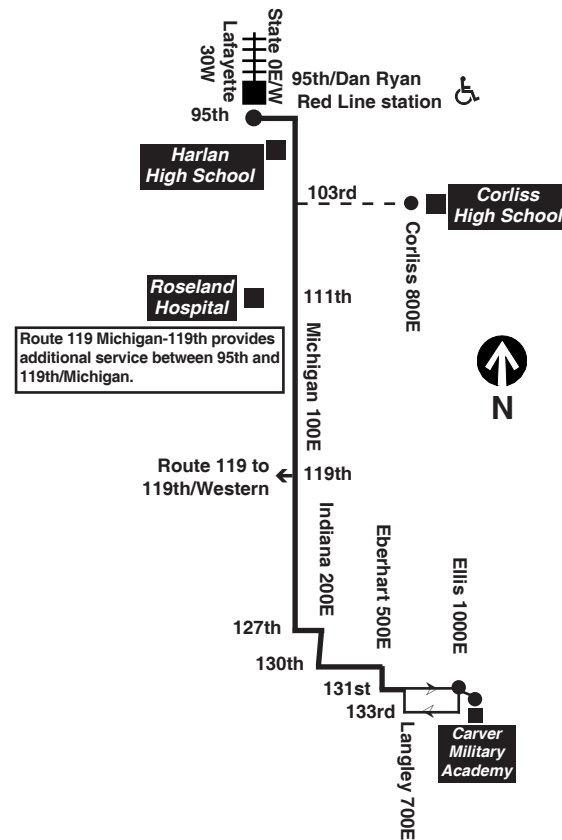 State 0E/W
Lafayette
30W
95th/Dan Ryan
Red Line station
95th
Harlan
High School
103rd
Corliss
High School
Corliss 800E
Roseland
Hospital
111th
Route 119 Michigan-119th provides
additional service between 95th and
119th/Michigan.
Michigan 100E
N
Route 119 to
119th/Western
119th
Indiana 200E
Eberhart 500E
Ellis 1000E
127th
130th
131st
133rd
Langley 700E
Carver
Military
Academy